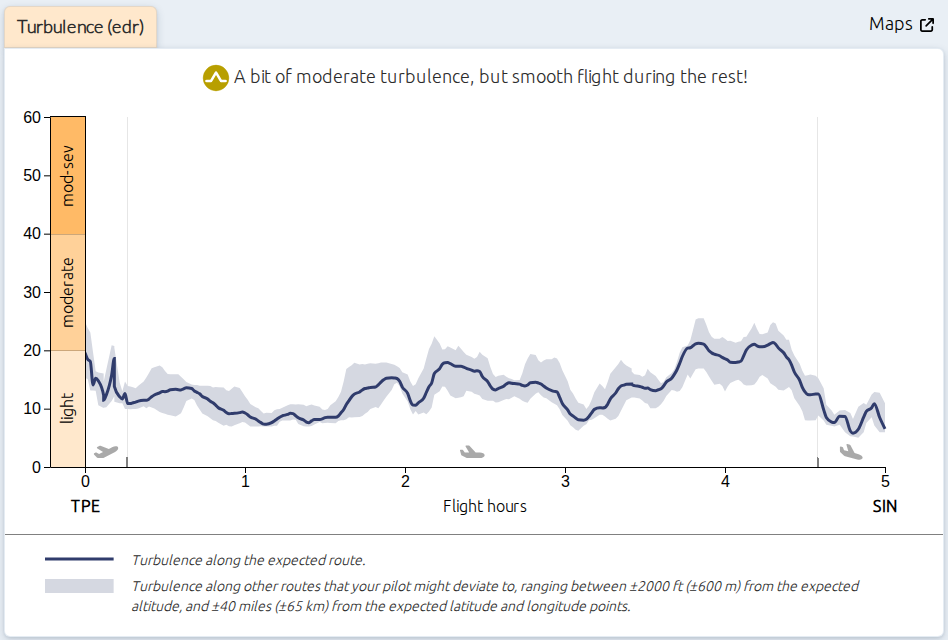 Turbulence (edr)
Maps
A bit of moderate turbulence, but smooth flight during the rest!
60
50
40
30
20
10
0
mod-sev
moderate
light
0 1 2 3 4 5
TPE Flight hours SIN
Turbulence along the expected route.
Turbulence along other routes that your pilot might deviate to, ranging between ±2000 ft (±600 m) from the expected
altitude, and ±40 miles (±65 km) from the expected latitude and longitude points.